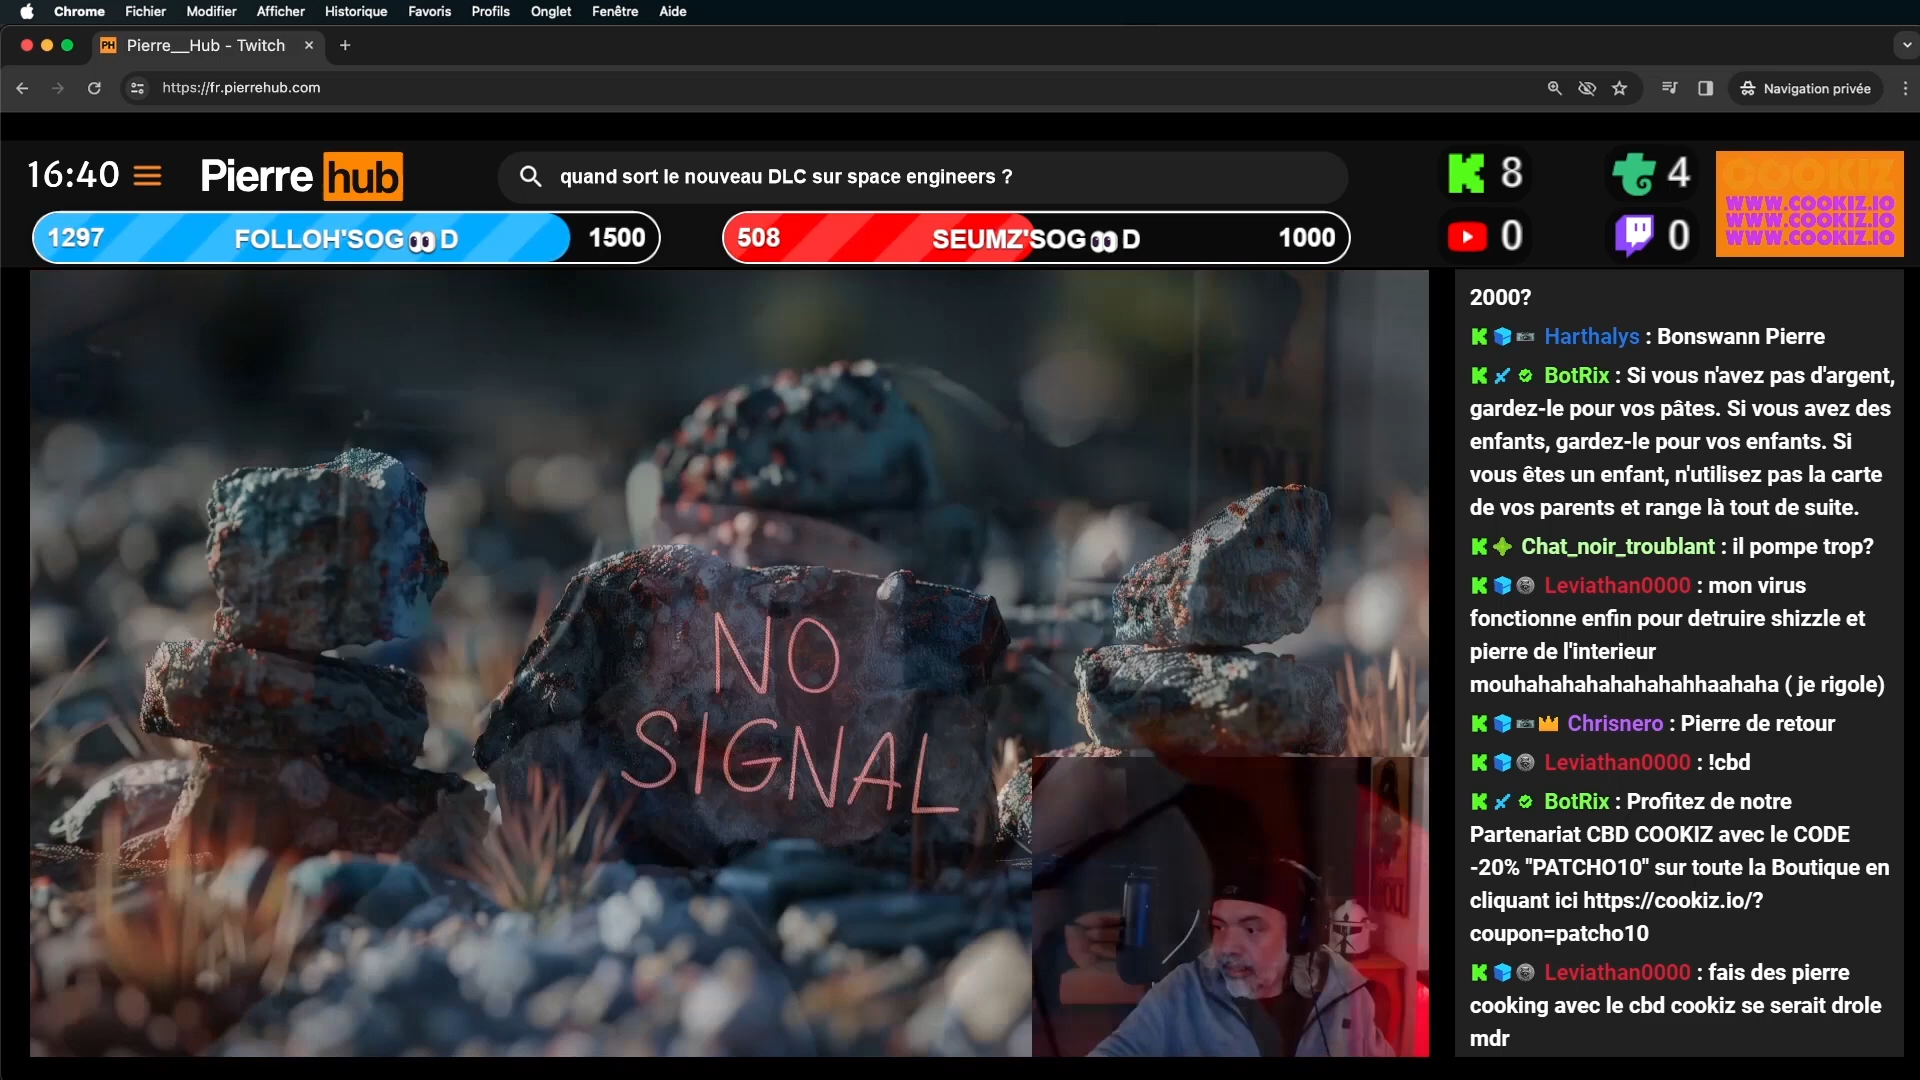 Chrome Fichier Modifier Afficher Historique Favoris Profils Onglet Fenêtre Aide
PH Pierre__Hub - Twitch
https://fr.pierrehub.com
Navigation privée
16:40
Pierre hub
quand sort le nouveau DLC sur space engineers ?
8
4
COOKIZ
WWW.COOKIZ.IO
WWW.COOKIZ.IO
WWW.COOKIZ.IO
1297 FOLLOH'SOG👀D 1500
508 SEUMZ'SOG👀D 1000
0
0
2000?
Harthalys : Bonswann Pierre
BotRix : Si vous n'avez pas d'argent,
gardez-le pour vos pâtes. Si vous avez des
enfants, gardez-le pour vos enfants. Si
vous êtes un enfant, n'utilisez pas la carte
de vos parents et range là tout de suite.
Chat_noir_troublant : il pompe trop?
Leviathan0000 : mon virus
fonctionne enfin pour detruire shizzle et
pierre de l'interieur
mouhahahahahahahahhaahaha ( je rigole)
Chrisnero : Pierre de retour
Leviathan0000 : !cbd
BotRix : Profitez de notre
Partenariat CBD COOKIZ avec le CODE
-20% "PATCHO10" sur toute la Boutique en
cliquant ici https://cookiz.io/?
coupon=patcho10
Leviathan0000 : fais des pierre
cooking avec le cbd cookiz se serait drole
mdr
NO
SIGNAL